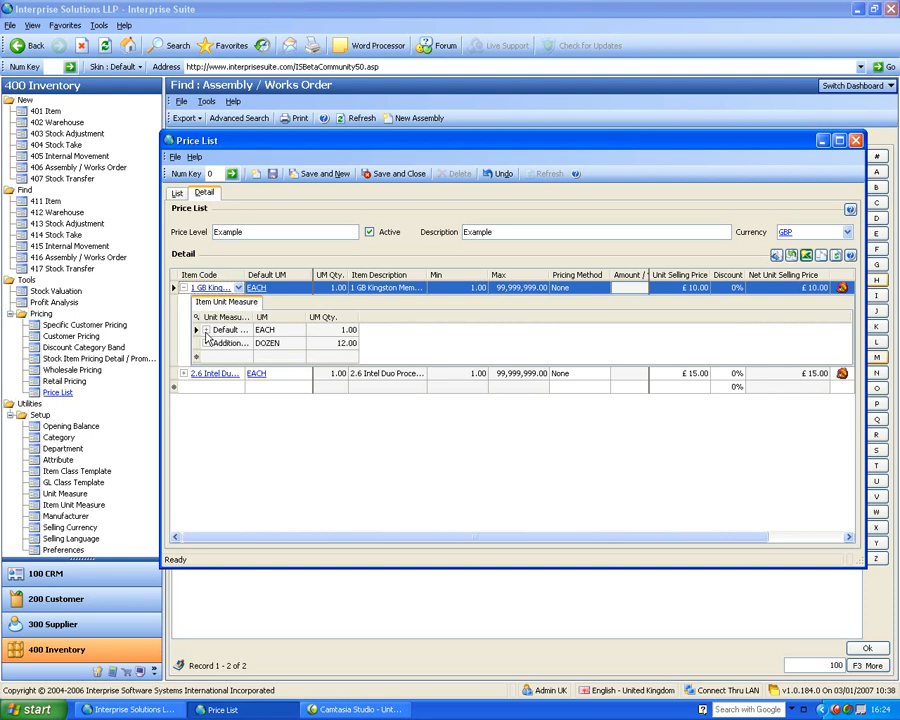 Interprise Solutions LLP - Interprise Suite
File View Favorites Tools Help
Back Search Favorites Word Processor Forum Live Support Check for Updates
Num Key Skin : Default Address http://www.interprisesuite.com/ISBetaCommunity50.asp Go
400 Inventory
Find : Assembly / Works Order
Switch Dashboard
File Tools Help
Export Advanced Search Print Refresh New Assembly
New
401 Item
402 Warehouse
403 Stock Adjustment
404 Stock Take
405 Internal Movement
406 Assembly / Works Order
407 Stock Transfer
Find
411 Item
412 Warehouse
413 Stock Adjustment
414 Stock Take
415 Internal Movement
416 Assembly / Works Order
417 Stock Transfer
Tools
Stock Valuation
Profit Analysis
Pricing
Specific Customer Pricing
Customer Pricing
Discount Category Band
Stock Item Pricing Detail / Prom...
Wholesale Pricing
Retail Pricing
Price List
Utilities
Setup
Opening Balance
Category
Department
Attribute
Item Class Template
GL Class Template
Unit Measure
Item Unit Measure
Manufacturer
Selling Currency
Selling Language
Preferences
100 CRM
200 Customer
300 Supplier
400 Inventory
Price List
File Help
Num Key 0 Save and New Save and Close Delete Undo Refresh
List Detail
Price List
Price Level Example Active Description Example Currency GBP
Detail
Item Code Default UM UM Qty. Item Description Min Max Pricing Method Amount / Unit Selling Price Discount Net Unit Selling Price
1 GB King... EACH 1.00 1 GB Kingston Mem... 1.00 99,999,999.00 None £ 10.00 0% £ 10.00
Item Unit Measure
Unit Measure... UM UM Qty.
Default ... EACH 1.00
Addition... DOZEN 12.00
2.6 Intel Du... EACH 1.00 2.6 Intel Duo Proce... 1.00 99,999,999.00 None £ 15.00 0% £ 15.00
0%
Ready
#
A
B
C
D
E
F
G
H
I
J
K
L
M
N
O
P
Q
R
S
T
U
V
W
X
Y
Z
Ok
Record 1 - 2 of 2 100 F3 More
Copyright © 2004-2006 Interprise Software Systems International Incorporated Admin UK English - United Kingdom Connect Thru LAN v1.0.184.0 On 03/01/2007 10:38
start Interprise Solutions L... Price List Camtasia Studio - Unt... Search with Google 16:24